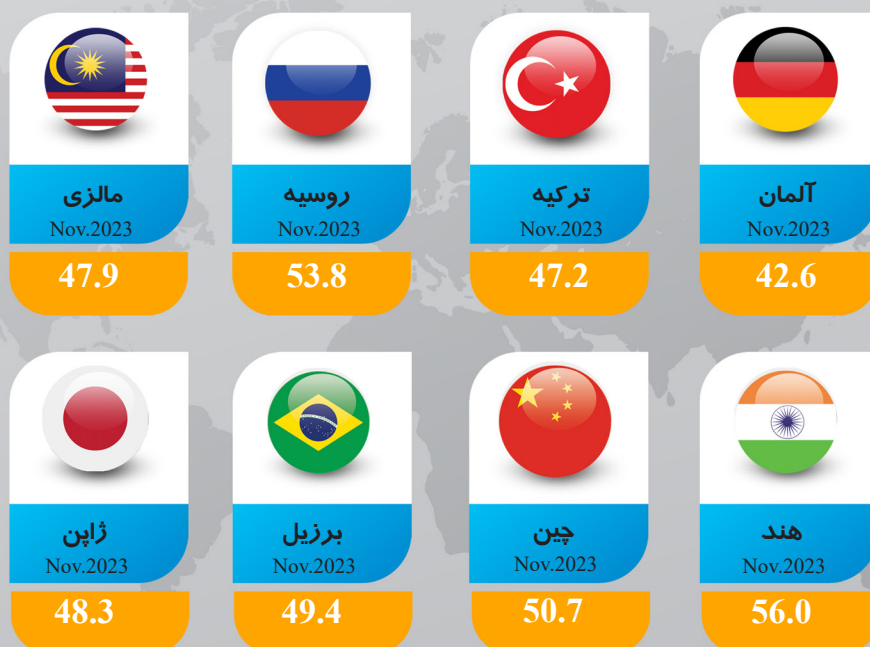 آلمان
Nov.2023
42.6
ترکیه
Nov.2023
47.2
روسیه
Nov.2023
53.8
مالزی
Nov.2023
47.9
هند
Nov.2023
56.0
چین
Nov.2023
50.7
برزیل
Nov.2023
49.4
ژاپن
Nov.2023
48.3